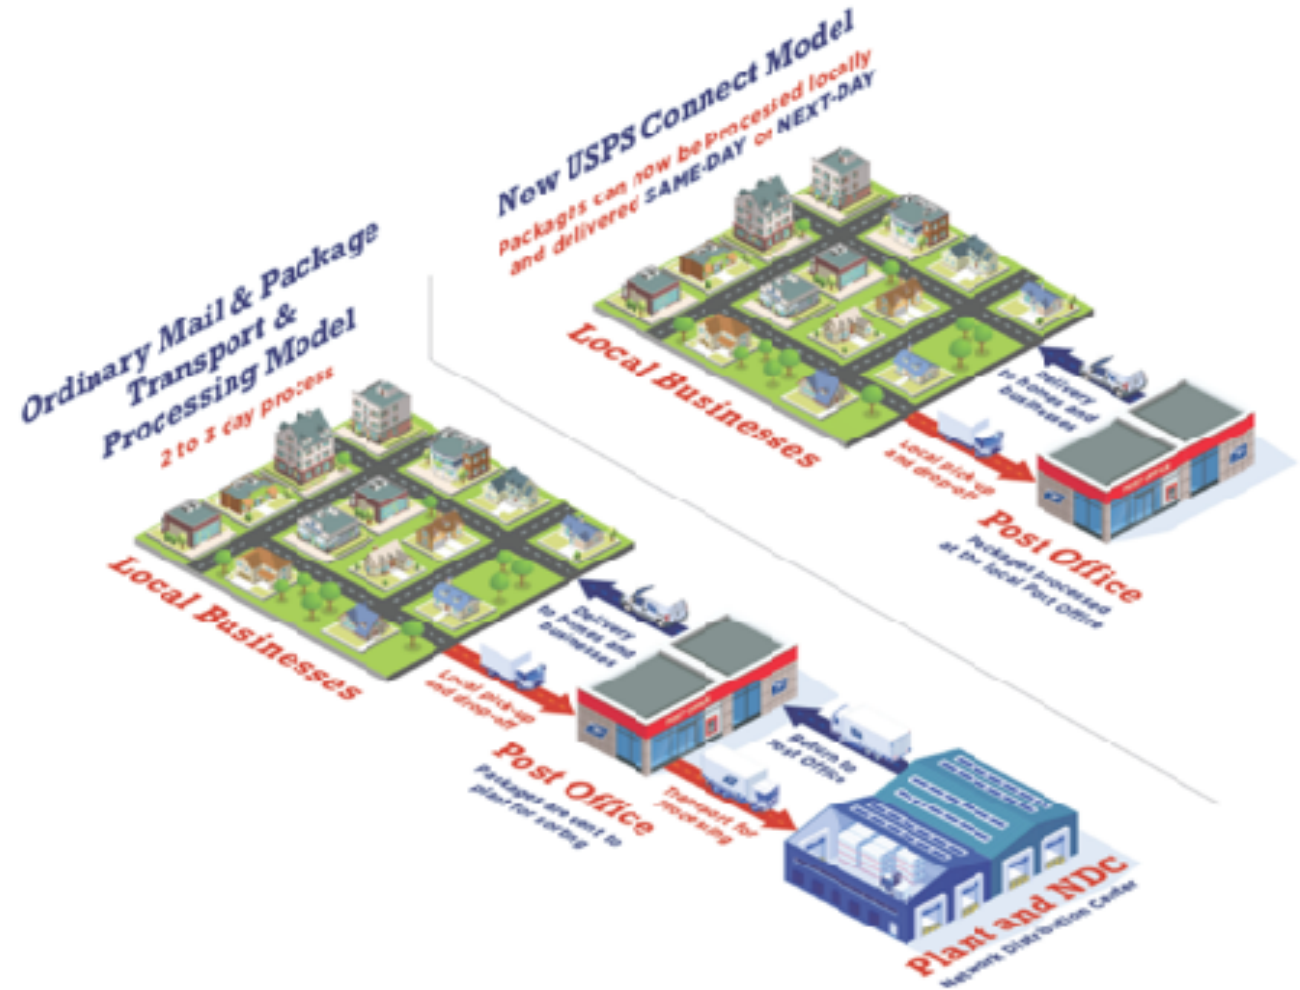 New USPS Connect Model
Packages can now be processed locally
and delivered SAME-DAY or NEXT-DAY
Local Businesses
Delivery
to homes and
businesses
Local pick-up
and drop-off
POST OFFICE
Post Office
Packages processed
at the local Post Office
Ordinary Mail & Package
Transport &
Processing Model
2 to 3 day process
Local Businesses
Delivery
to homes and
businesses
Local pick-up
and drop-off
Post Office
Packages are sent to
plant for sorting
Return to
Post Office
Transport for
processing
Plant and NDC
Network Distribution Center